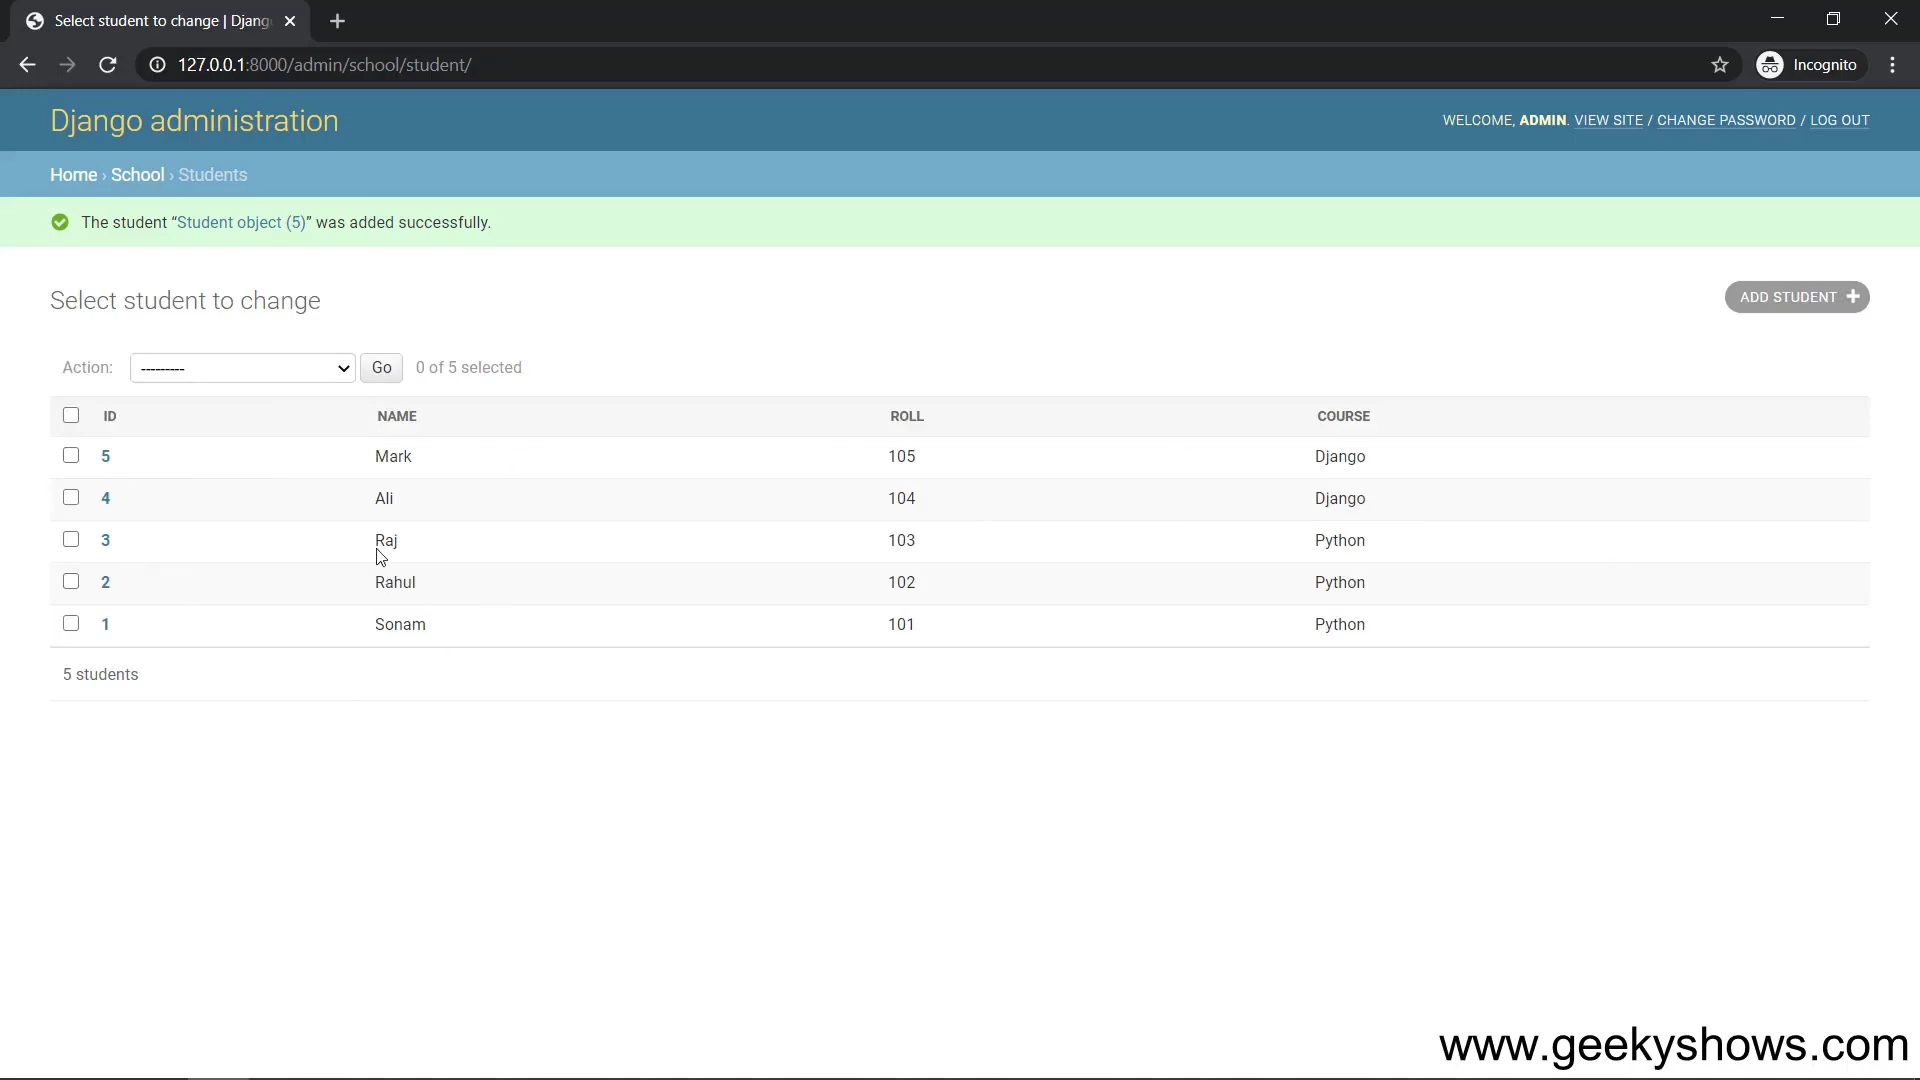 Select student to change | Djang
127.0.0.1:8000/admin/school/student/
Incognito
Django administration
WELCOME, ADMIN. VIEW SITE / CHANGE PASSWORD / LOG OUT
Home › School › Students
The student “Student object (5)” was added successfully.
Select student to change
ADD STUDENT
Action: --------- Go 0 of 5 selected
ID NAME ROLL COURSE
5 Mark 105 Django
4 Ali 104 Django
3 Raj 103 Python
2 Rahul 102 Python
1 Sonam 101 Python
5 students
www.geekyshows.com